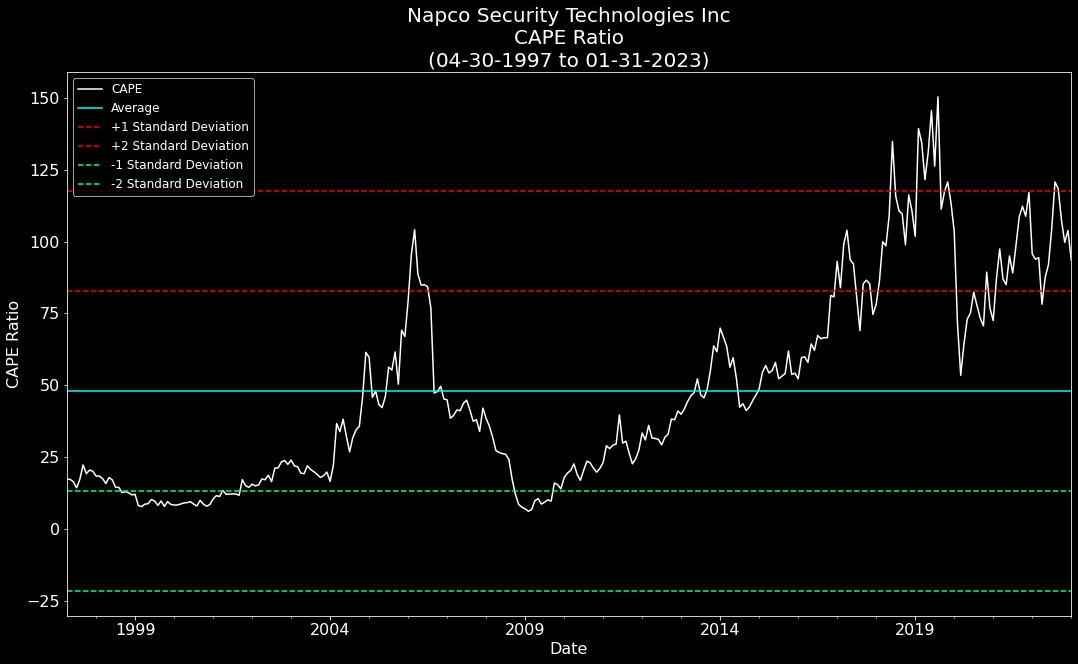 Napco Security Technologies Inc
CAPE Ratio
(04-30-1997 to 01-31-2023)
CAPE
Average
+1 Standard Deviation
+2 Standard Deviation
-1 Standard Deviation
-2 Standard Deviation
150
125
100
75
50
25
0
−25
CAPE Ratio
1999
2004
2009
2014
2019
Date